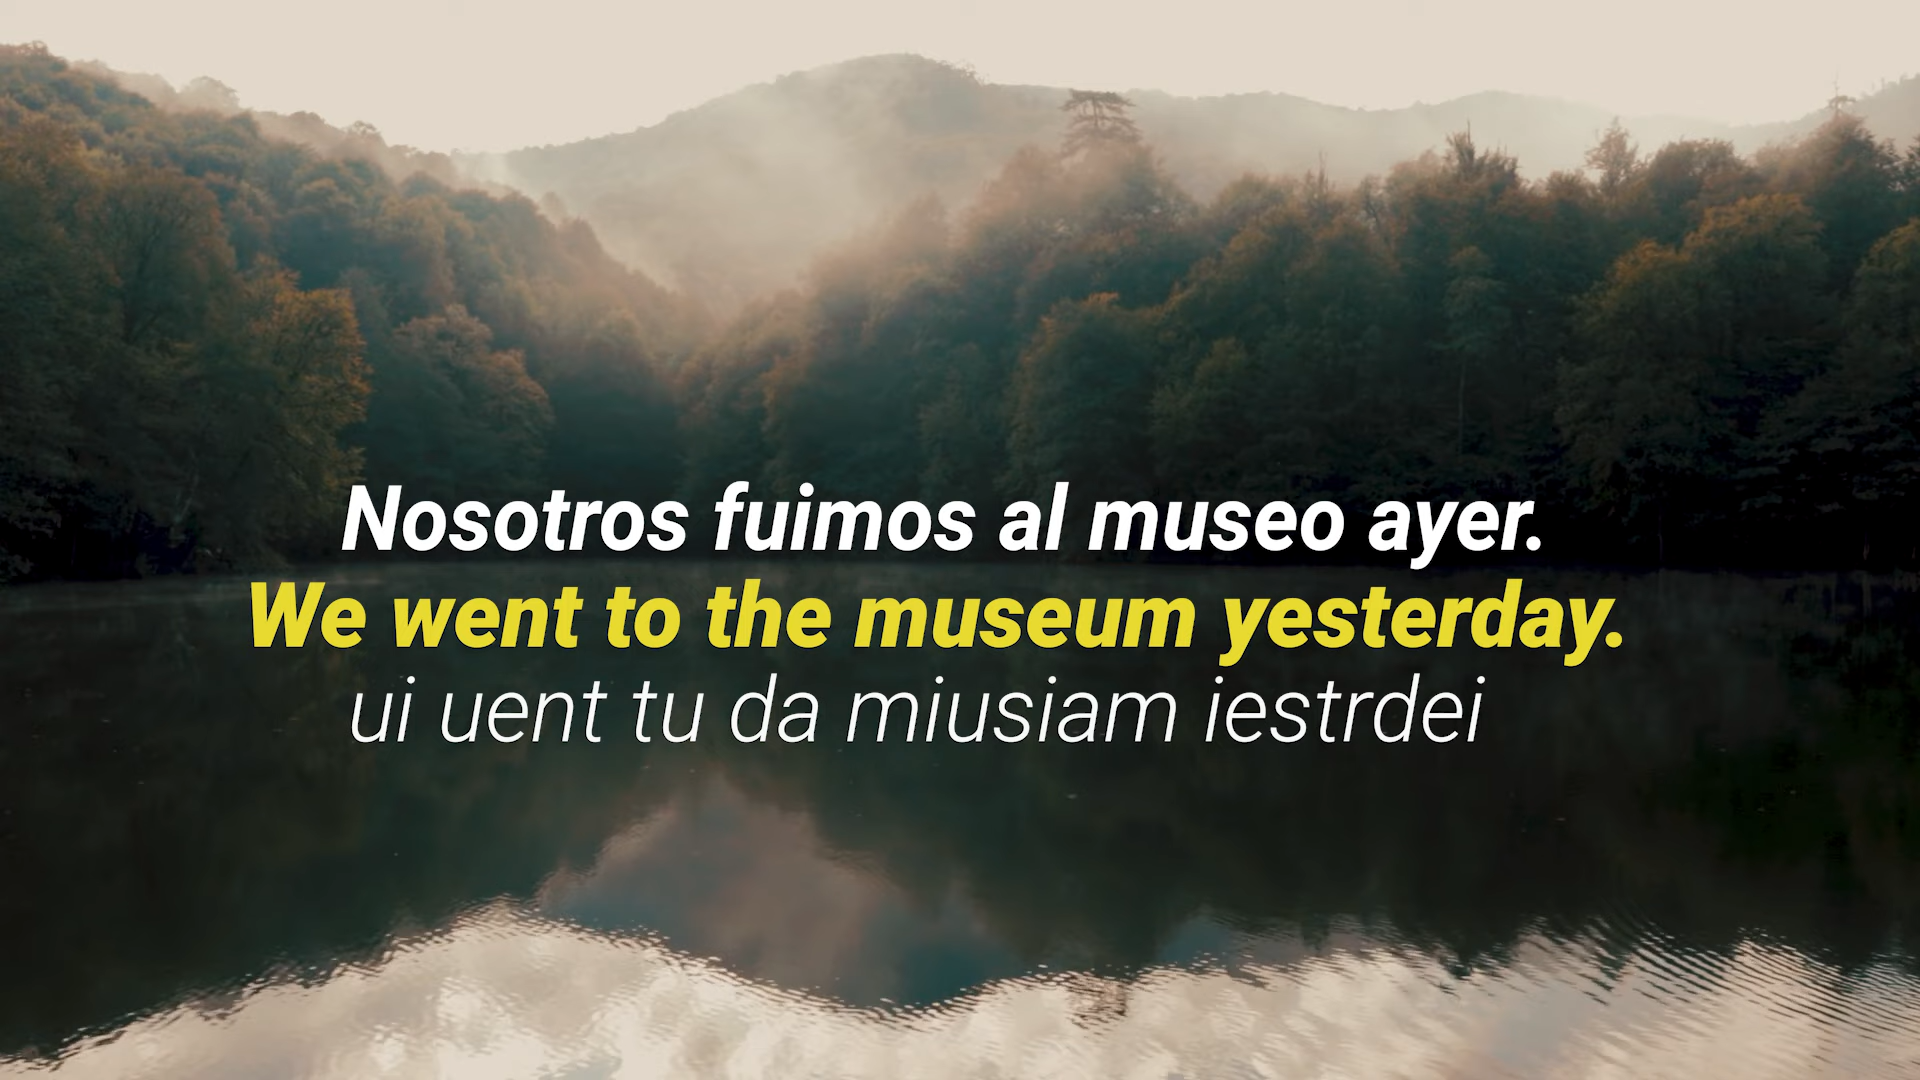 Nosotros fuimos al museo ayer.
We went to the museum yesterday.
ui uent tu da miusiam iestrdei